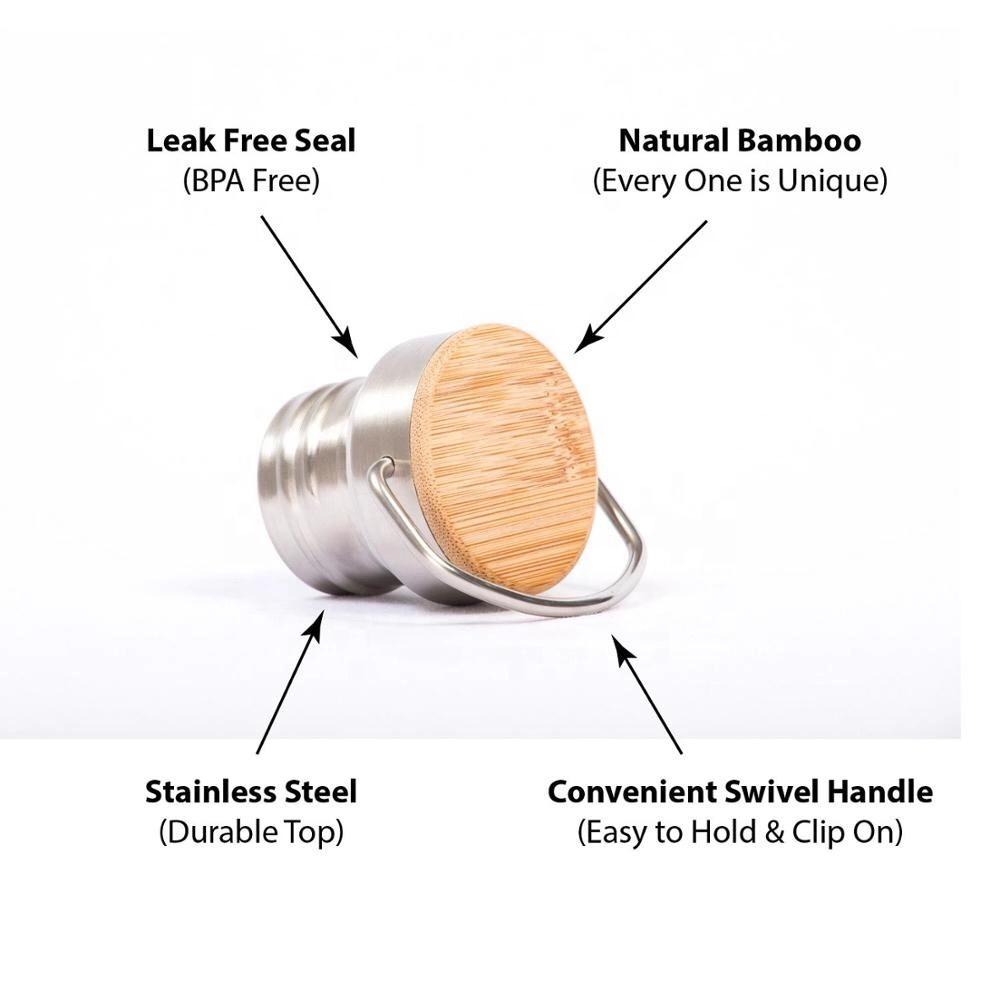 Leak Free Seal
(BPA Free)
Natural Bamboo
(Every One is Unique)
Stainless Steel
(Durable Top)
Convenient Swivel Handle
(Easy to Hold & Clip On)